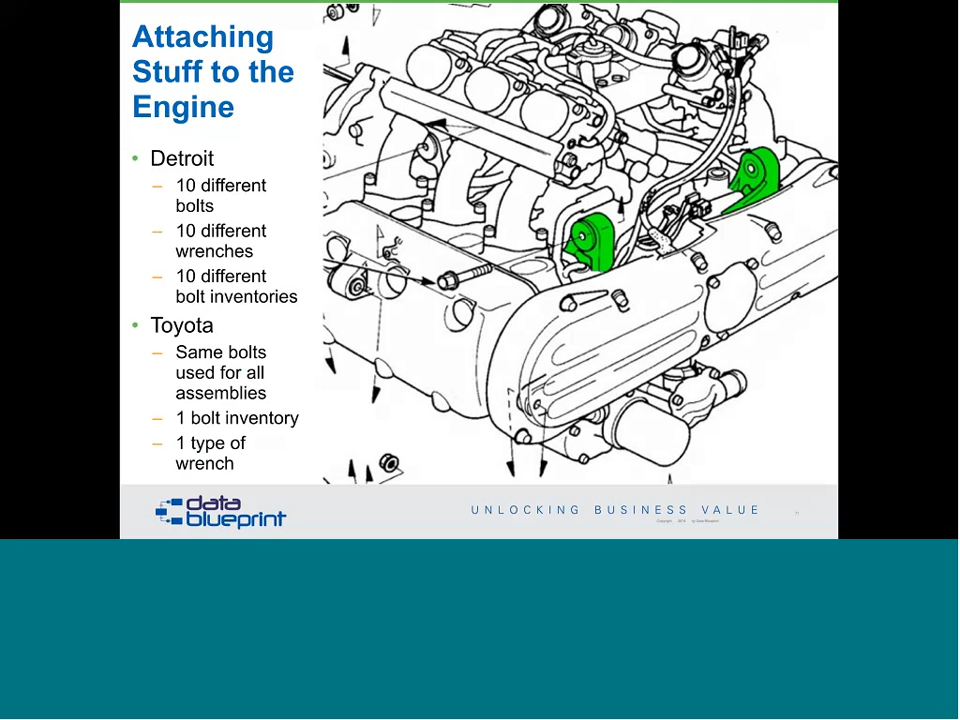 Attaching
Stuff to the
Engine
• Detroit
– 10 different
bolts
– 10 different
wrenches
– 10 different
bolt inventories
• Toyota
– Same bolts
used for all
assemblies
– 1 bolt inventory
– 1 type of
wrench
data
blueprint
UNLOCKING BUSINESS VALUE